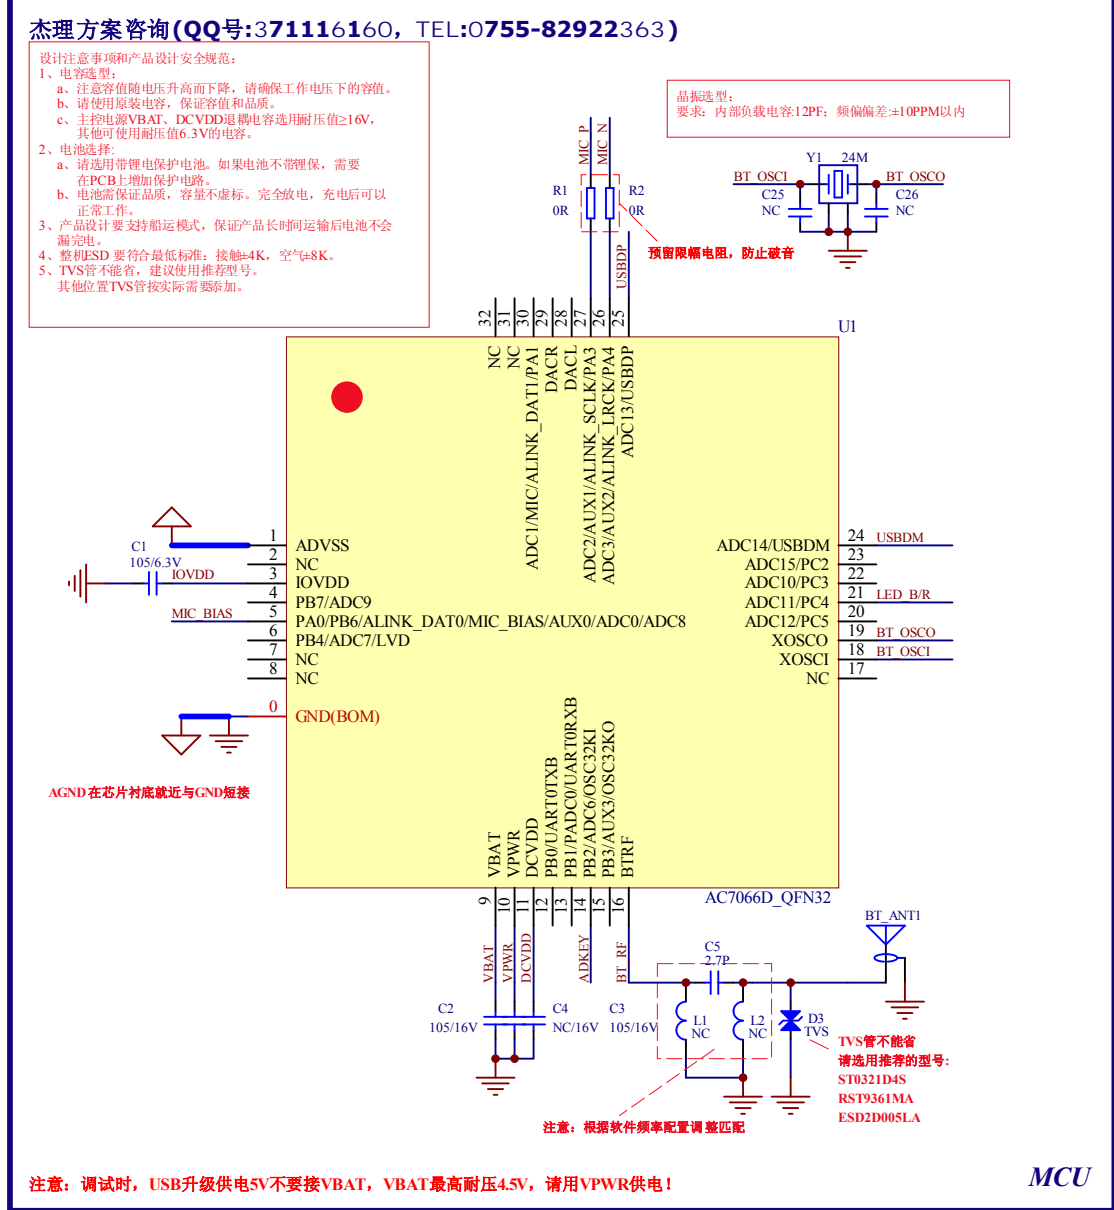 杰理方案咨询(QQ号:371116160，TEL:0755-82922363)
设计注意事项和产品设计安全规范：
1、电容选型：
a、注意容值随电压升高而下降，请确保工作电压下的容值。
b、请使用原装电容，保证容值和品质。
c、主控电源VBAT、DCVDD退耦电容选用耐压值≥16V，
其他可使用耐压值6.3V的电容。
2、电池选择:
a、请选用带锂电保护电池。如果电池不带锂保，需要
在PCB上增加保护电路。
b、电池需保证品质，容量不虚标。完全放电，充电后可以
正常工作。
3、产品设计要支持船运模式，保证产品长时间运输后电池不会
漏完电。
4、整机ESD 要符合最低标准：接触±4K，空气±8K。
5、TVS管不能省，建议使用推荐型号。
其他位置TVS管按实际需要添加。
晶振选型：
要求：内部负载电容:12PF；频偏偏差:±10PPM以内
Y1 24M
BT_OSCI BT_OSCO
C25 C26
NC NC
MIC_P MIC_N
R1 R2
0R 0R
USBDP
预留限幅电阻，防止破音
32 31 30 29 28 27 26 25
U1
NC
NC
ADC1/MIC/ALINK_DAT1/PA1
DACR
DACL
ADC2/AUX1/ALINK_SCLK/PA3
ADC3/AUX2/ALINK_LRCK/PA4
ADC13/USBDP
C1
105/6.3V
IOVDD
MIC_BIAS
1 ADVSS
2 NC
3 IOVDD
4 PB7/ADC9
5 PA0/PB6/ALINK_DAT0/MIC_BIAS/AUX0/ADC0/ADC8
6 PB4/ADC7/LVD
7 NC
8 NC
0 GND(BOM)
ADC14/USBDM 24 USBDM
ADC15/PC2 23
ADC10/PC3 22
ADC11/PC4 21 LED_B/R
ADC12/PC5 20
XOSCO 19 BT_OSCO
XOSCI 18 BT_OSCI
NC 17
AGND在芯片衬底就近与GND短接
VBAT
VPWR
DCVDD
PB0/UART0TXB
PB1/PADC0/UART0RXB
PB2/ADC6/OSC32KI
PB3/AUX3/OSC32KO
BTRF
AC7066D_QFN32
9 10 11 12 13 14 15 16
VBAT VPWR DCVDD ADKEY BT_RF
BT_ANT1
C5
2.7P
C2 C4 C3
105/16V NC/16V 105/16V
L1 L2
NC NC
D3
TVS
TVS管不能省
请选用推荐的型号:
ST0321D4S
RST9361MA
ESD2D005LA
注意：根据软件频率配置调整匹配
注意：调试时，USB升级供电5V不要接VBAT，VBAT最高耐压4.5V，请用VPWR供电！
MCU